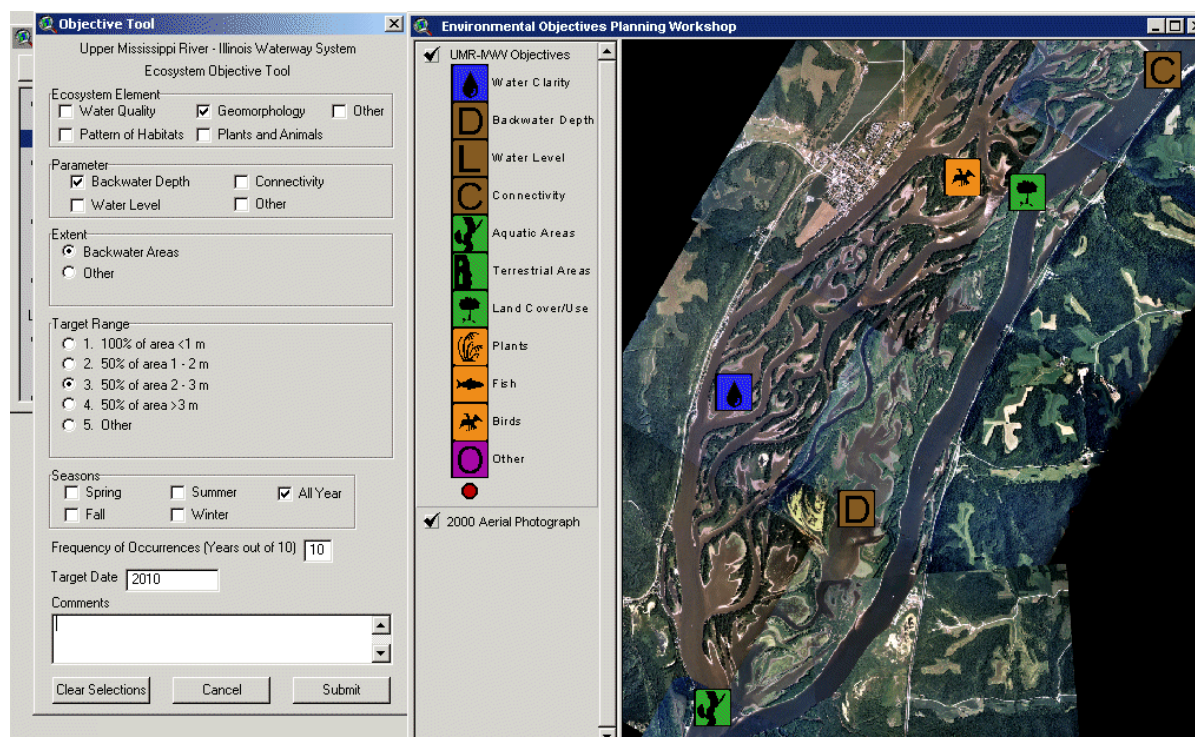 Objective Tool
Upper Mississippi River - Illinois Waterway System
Ecosystem Objective Tool
Ecosystem Element
Water Quality Geomorphology Other
Pattern of Habitats Plants and Animals
Parameter
Backwater Depth Connectivity
Water Level Other
Extent
Backwater Areas
Other
Target Range
1. 100% of area <1 m
2. 50% of area 1 - 2 m
3. 50% of area 2 - 3 m
4. 50% of area >3 m
5. Other
Seasons
Spring Summer All Year
Fall Winter
Frequency of Occurrences (Years out of 10) 10
Target Date 2010
Comments
Clear Selections Cancel Submit
Environmental Objectives Planning Workshop
UMR-IWW Objectives
Water Clarity
D Backwater Depth
L Water Level
C Connectivity
Aquatic Areas
Terrestrial Areas
Land Cover/Use
Plants
Fish
Birds
O Other
2000 Aerial Photograph
C
D